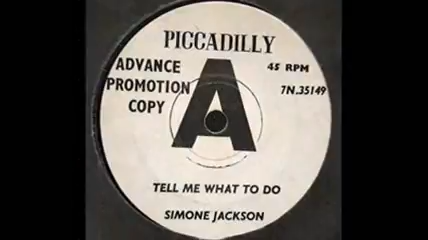 PICCADILLY
ADVANCE
PROMOTION
COPY
A
45 RPM
7N.35149
TELL ME WHAT TO DO
SIMONE JACKSON